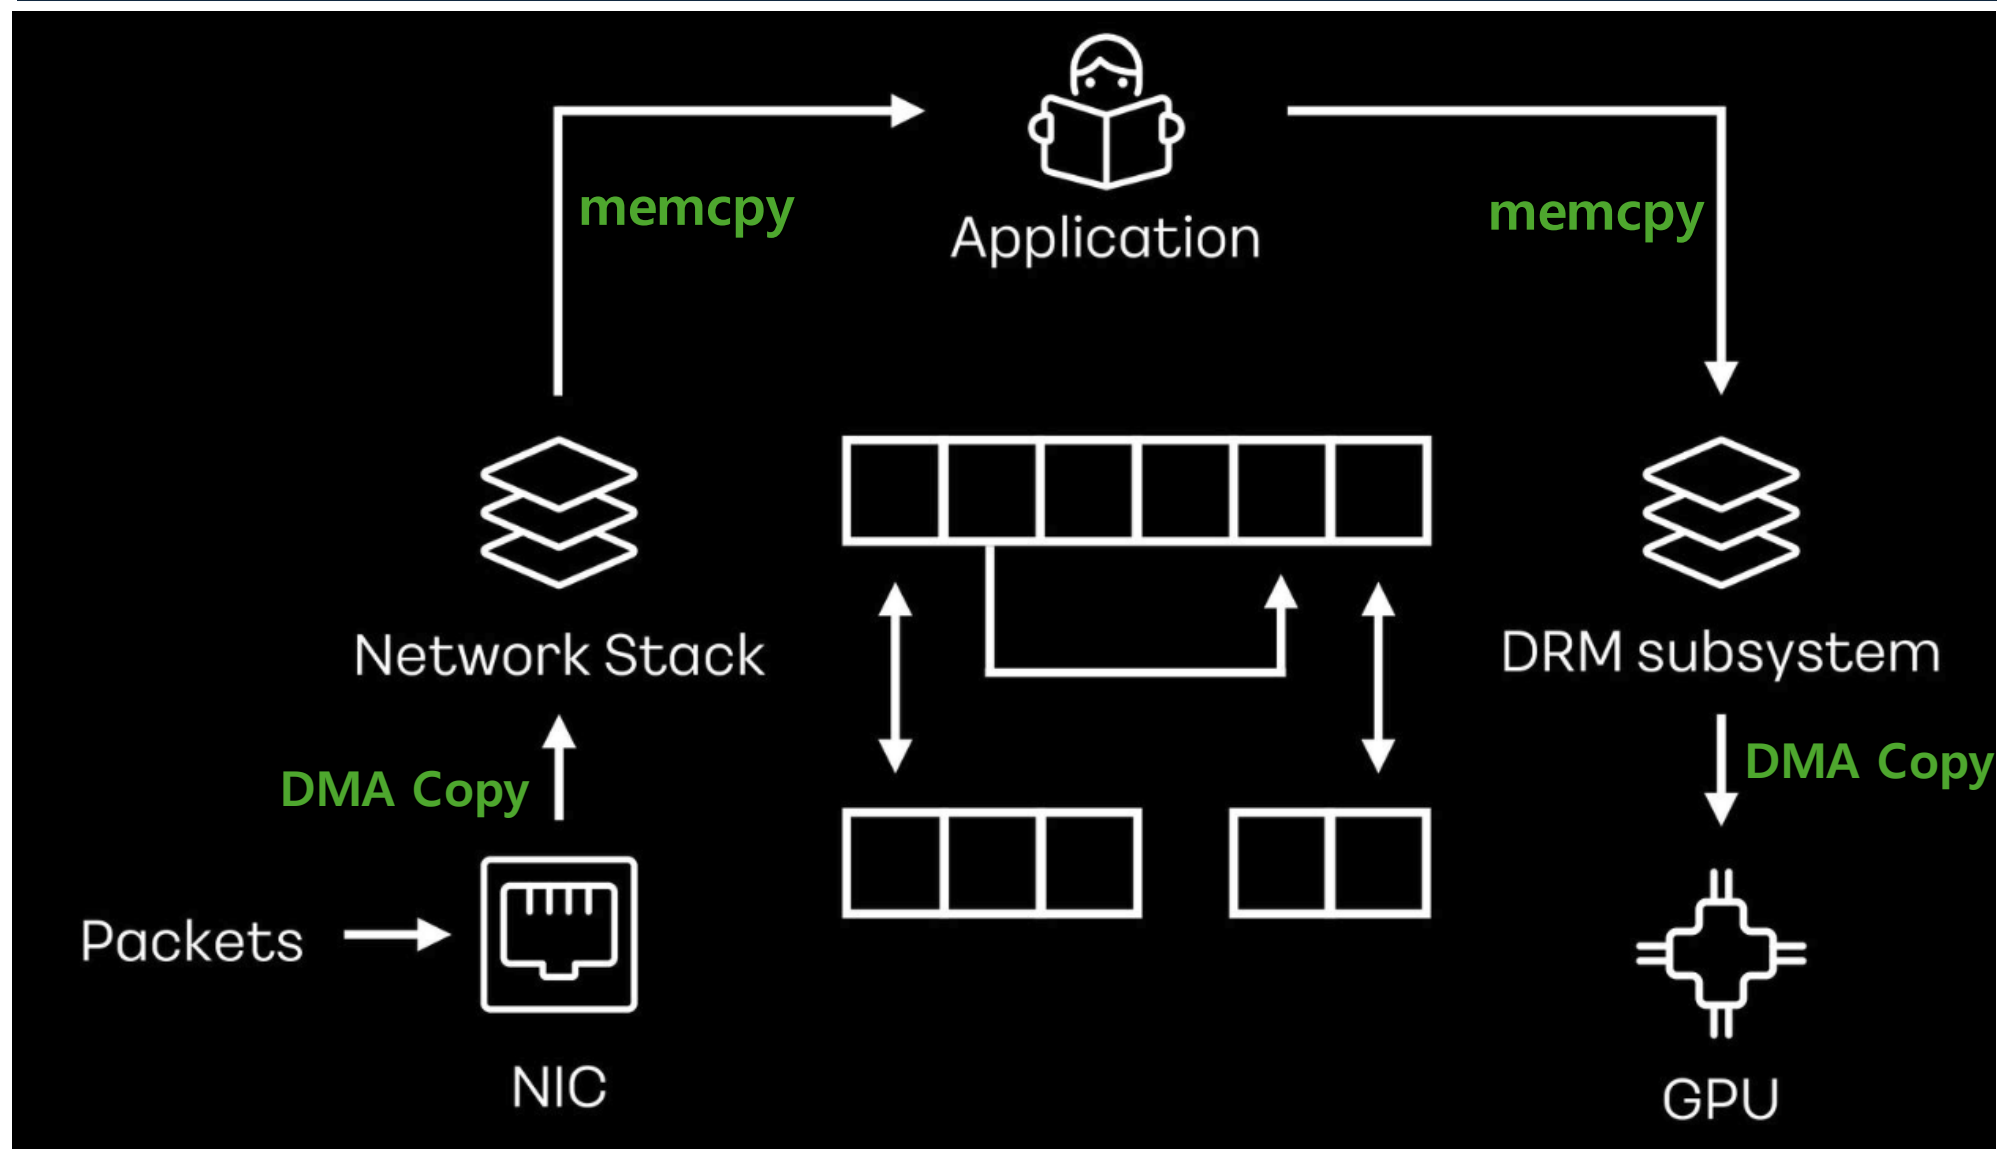 memcpy
Application
memcpy
Network Stack
DRM subsystem
DMA Copy
DMA Copy
Packets
NIC
GPU